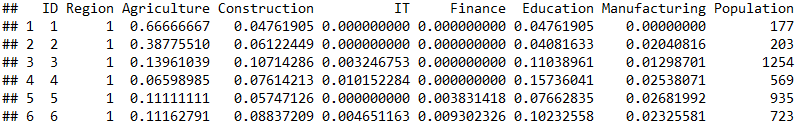 ##   ID Region Agriculture Construction          IT     Finance  Education Manufacturing Population
## 1  1      1  0.66666667   0.04761905 0.000000000 0.000000000 0.04761905    0.00000000        177
## 2  2      1  0.38775510   0.06122449 0.000000000 0.000000000 0.04081633    0.02040816        203
## 3  3      1  0.13961039   0.10714286 0.003246753 0.000000000 0.11038961    0.01298701       1254
## 4  4      1  0.06598985   0.07614213 0.010152284 0.000000000 0.15736041    0.02538071        569
## 5  5      1  0.11111111   0.05747126 0.000000000 0.003831418 0.07662835    0.02681992        935
## 6  6      1  0.11162791   0.08837209 0.004651163 0.009302326 0.10232558    0.02325581        723